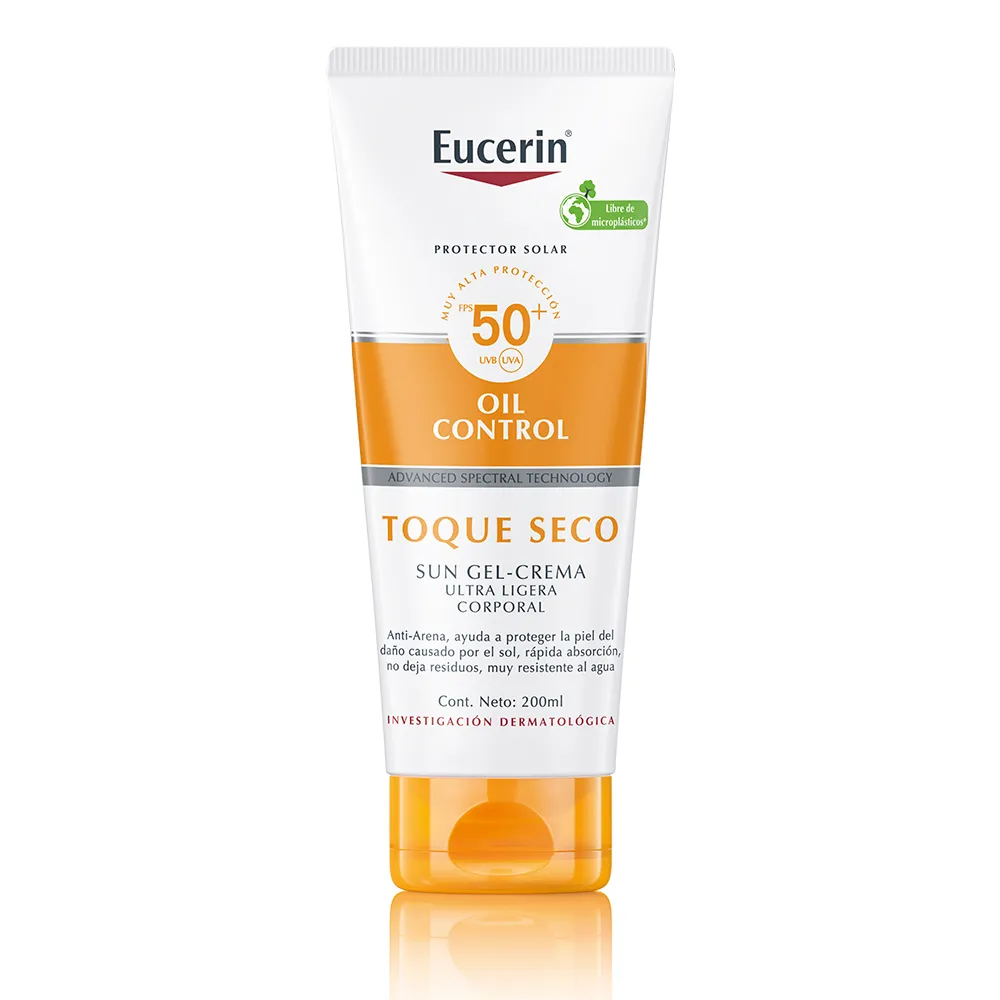 Eucerin®
Libre de
microplásticos*
PROTECTOR SOLAR
MUY ALTA PROTECCIÓN
FPS 50+
UVB UVA
OIL
CONTROL
ADVANCED SPECTRAL TECHNOLOGY
TOQUE SECO
SUN GEL-CREMA
ULTRA LIGERA
CORPORAL
Anti-Arena, ayuda a proteger la piel del
daño causado por el sol, rápida absorción,
no deja residuos, muy resistente al agua
Cont. Neto: 200ml
INVESTIGACIÓN DERMATOLÓGICA